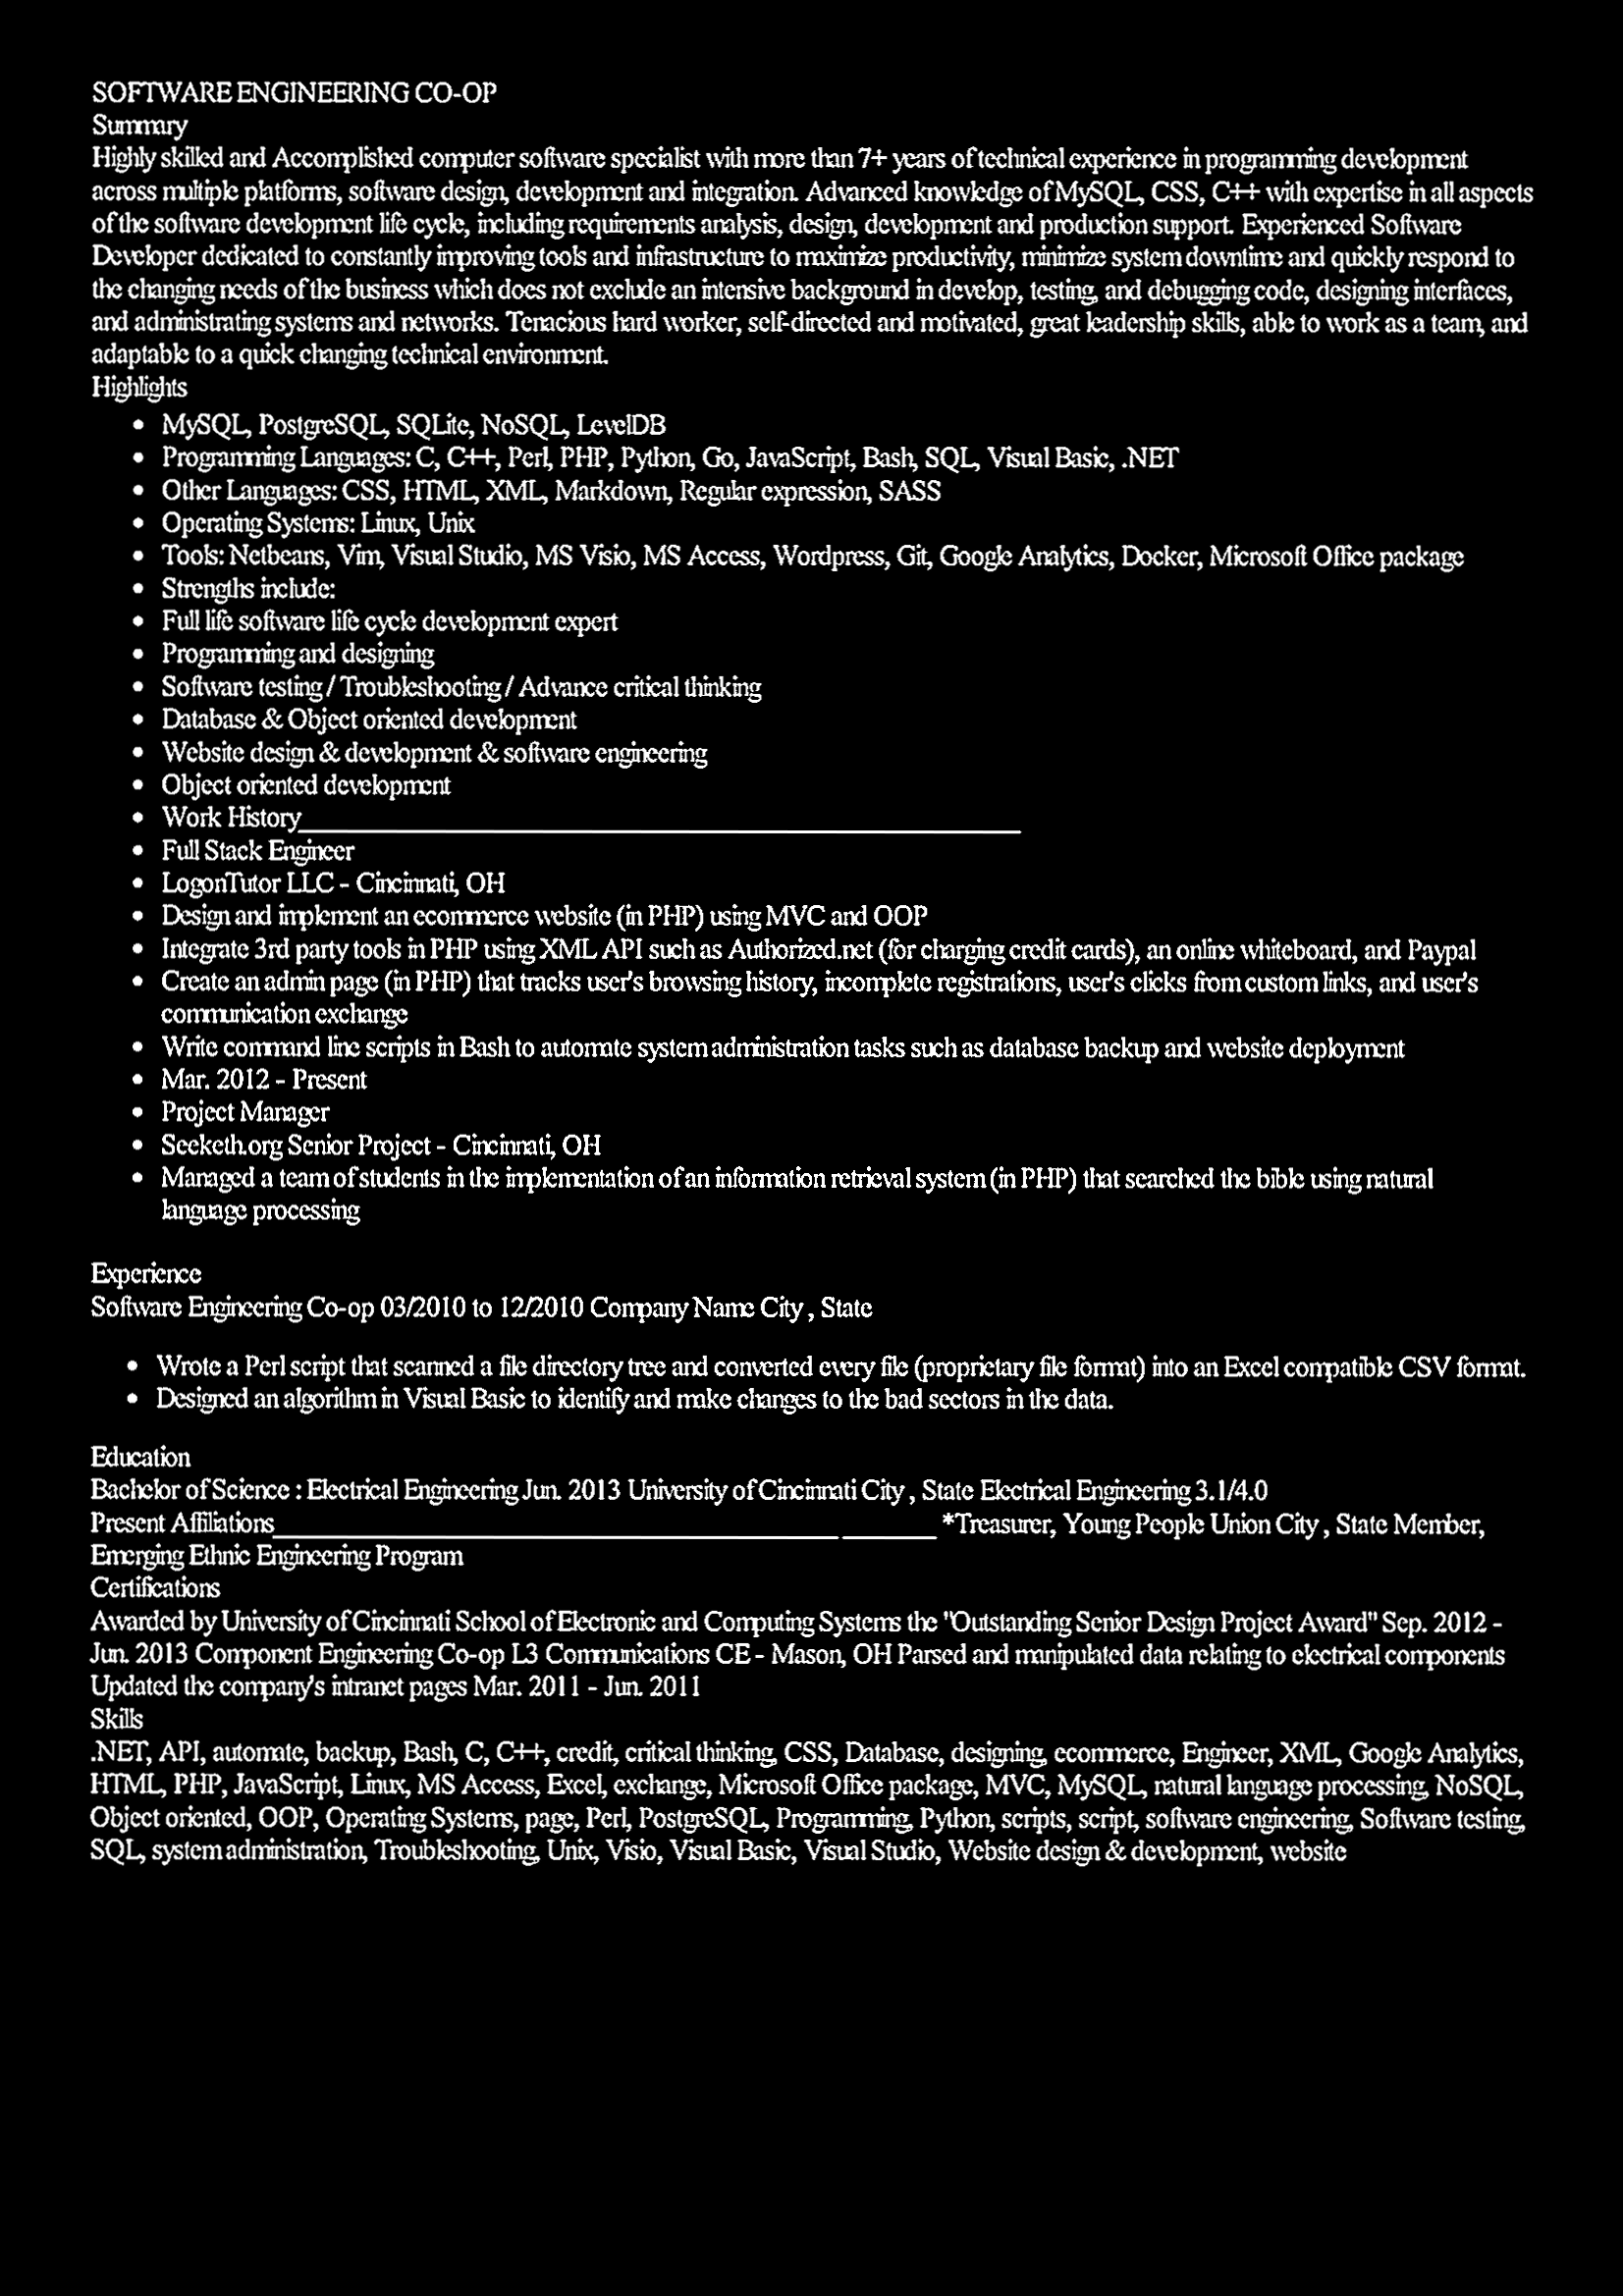 SOFTWARE ENGINEERING CO-OP
Summary
Highly skilled and Accomplished computer software specialist with more than 7+ years of technical experience in programming development
across multiple platforms, software design, development and integration. Advanced knowledge of MySQL, CSS, C++ with expertise in all aspects
of the software development life cycle, including requirements analysis, design, development and production support. Experienced Software
Developer dedicated to constantly improving tools and infrastructure to maximize productivity, minimize system downtime and quickly respond to
the changing needs of the business which does not exclude an intensive background in develop, testing, and debugging code, designing interfaces,
and administrating systems and networks. Tenacious hard worker, self-directed and motivated, great leadership skills, able to work as a team, and
adaptable to a quick changing technical environment.
Highlights
• MySQL, PostgreSQL, SQLite, NoSQL, LevelDB
• Programming Languages: C, C++, Perl, PHP, Python, Go, JavaScript, Bash, SQL, Visual Basic, .NET
• Other Languages: CSS, HTML, XML, Markdown, Regular expression, SASS
• Operating Systems: Linux, Unix
• Tools: Netbeans, Vim, Visual Studio, MS Visio, MS Access, Wordpress, Git, Google Analytics, Docker, Microsoft Office package
• Strengths include:
• Full life software life cycle development expert
• Programming and designing
• Software testing / Troubleshooting / Advance critical thinking
• Database & Object oriented development
• Website design & development & software engineering
• Object oriented development
• Work History____________________________________________________
• Full Stack Engineer
• LogonTutor LLC - Cincinnati, OH
• Design and implement an ecommerce website (in PHP) using MVC and OOP
• Integrate 3rd party tools in PHP using XML API such as Authorized.net (for charging credit cards), an online whiteboard, and Paypal
• Create an admin page (in PHP) that tracks user's browsing history, incomplete registrations, user's clicks from custom links, and user's
communication exchange
• Write command line scripts in Bash to automate system administration tasks such as database backup and website deployment
• Mar. 2012 - Present
• Project Manager
• Seeketh.org Senior Project - Cincinnati, OH
• Managed a team of students in the implementation of an information retrieval system (in PHP) that searched the bible using natural
language processing
Experience
Software Engineering Co-op 03/2010 to 12/2010 Company Name City , State
• Wrote a Perl script that scanned a file directory tree and converted every file (proprietary file format) into an Excel compatible CSV format.
• Designed an algorithm in Visual Basic to identify and make changes to the bad sectors in the data.
Education
Bachelor of Science : Electrical Engineering Jun. 2013 University of Cincinnati City , State Electrical Engineering 3.1/4.0
Present Affiliations__________________________________________ _______ *Treasurer, Young People Union City , State Member,
Emerging Ethnic Engineering Program
Certifications
Awarded by University of Cincinnati School of Electronic and Computing Systems the "Outstanding Senior Design Project Award" Sep. 2012 -
Jun. 2013 Component Engineering Co-op L3 Communications CE - Mason, OH Parsed and manipulated data relating to electrical components
Updated the company's intranet pages Mar. 2011 - Jun. 2011
Skills
.NET, API, automate, backup, Bash, C, C++, credit, critical thinking, CSS, Database, designing, ecommerce, Engineer, XML, Google Analytics,
HTML, PHP, JavaScript, Linux, MS Access, Excel, exchange, Microsoft Office package, MVC, MySQL, natural language processing, NoSQL,
Object oriented, OOP, Operating Systems, page, Perl, PostgreSQL, Programming, Python, scripts, script, software engineering, Software testing,
SQL, system administration, Troubleshooting, Unix, Visio, Visual Basic, Visual Studio, Website design & development, website